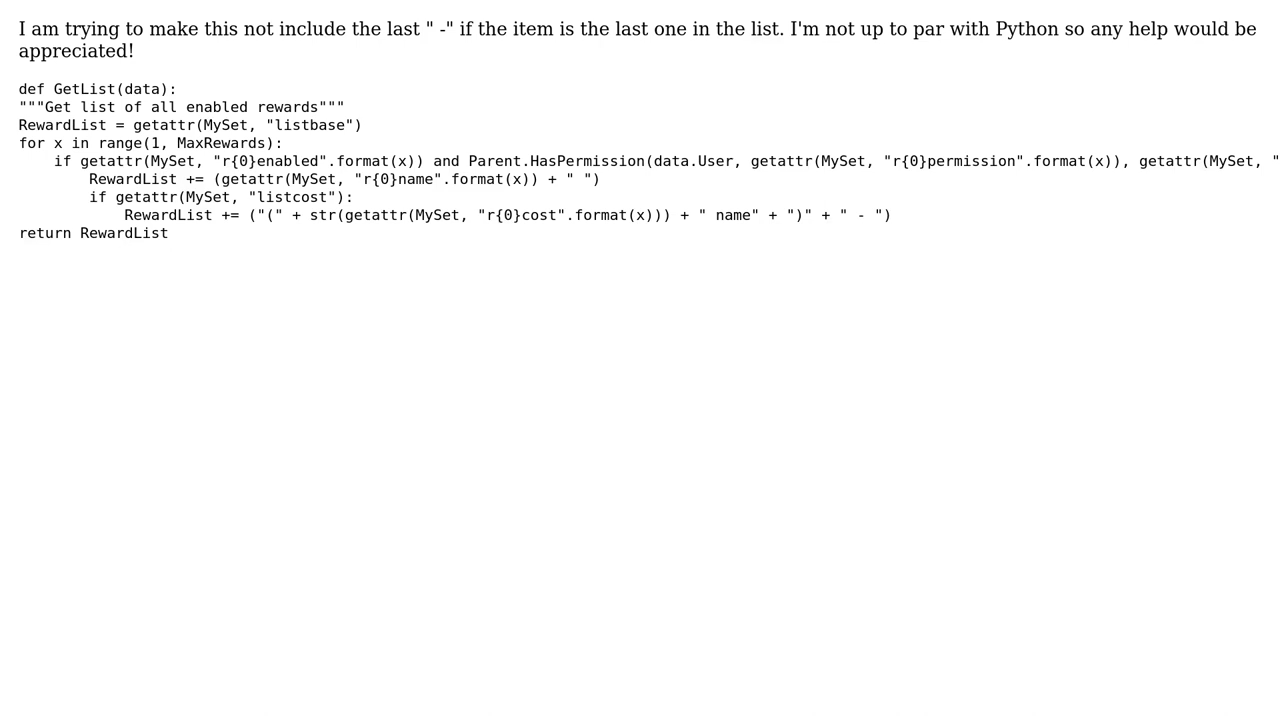 I am trying to make this not include the last " -" if the item is the last one in the list. I'm not up to par with Python so any help would be
appreciated!
def GetList(data):
"""Get list of all enabled rewards"""
RewardList = getattr(MySet, "listbase")
for x in range(1, MaxRewards):
    if getattr(MySet, "r{0}enabled".format(x)) and Parent.HasPermission(data.User, getattr(MySet, "r{0}permission".format(x)), getattr(MySet, "
        RewardList += (getattr(MySet, "r{0}name".format(x)) + " ")
        if getattr(MySet, "listcost"):
            RewardList += ("(" + str(getattr(MySet, "r{0}cost".format(x))) + " name" + ")" + " - ")
return RewardList